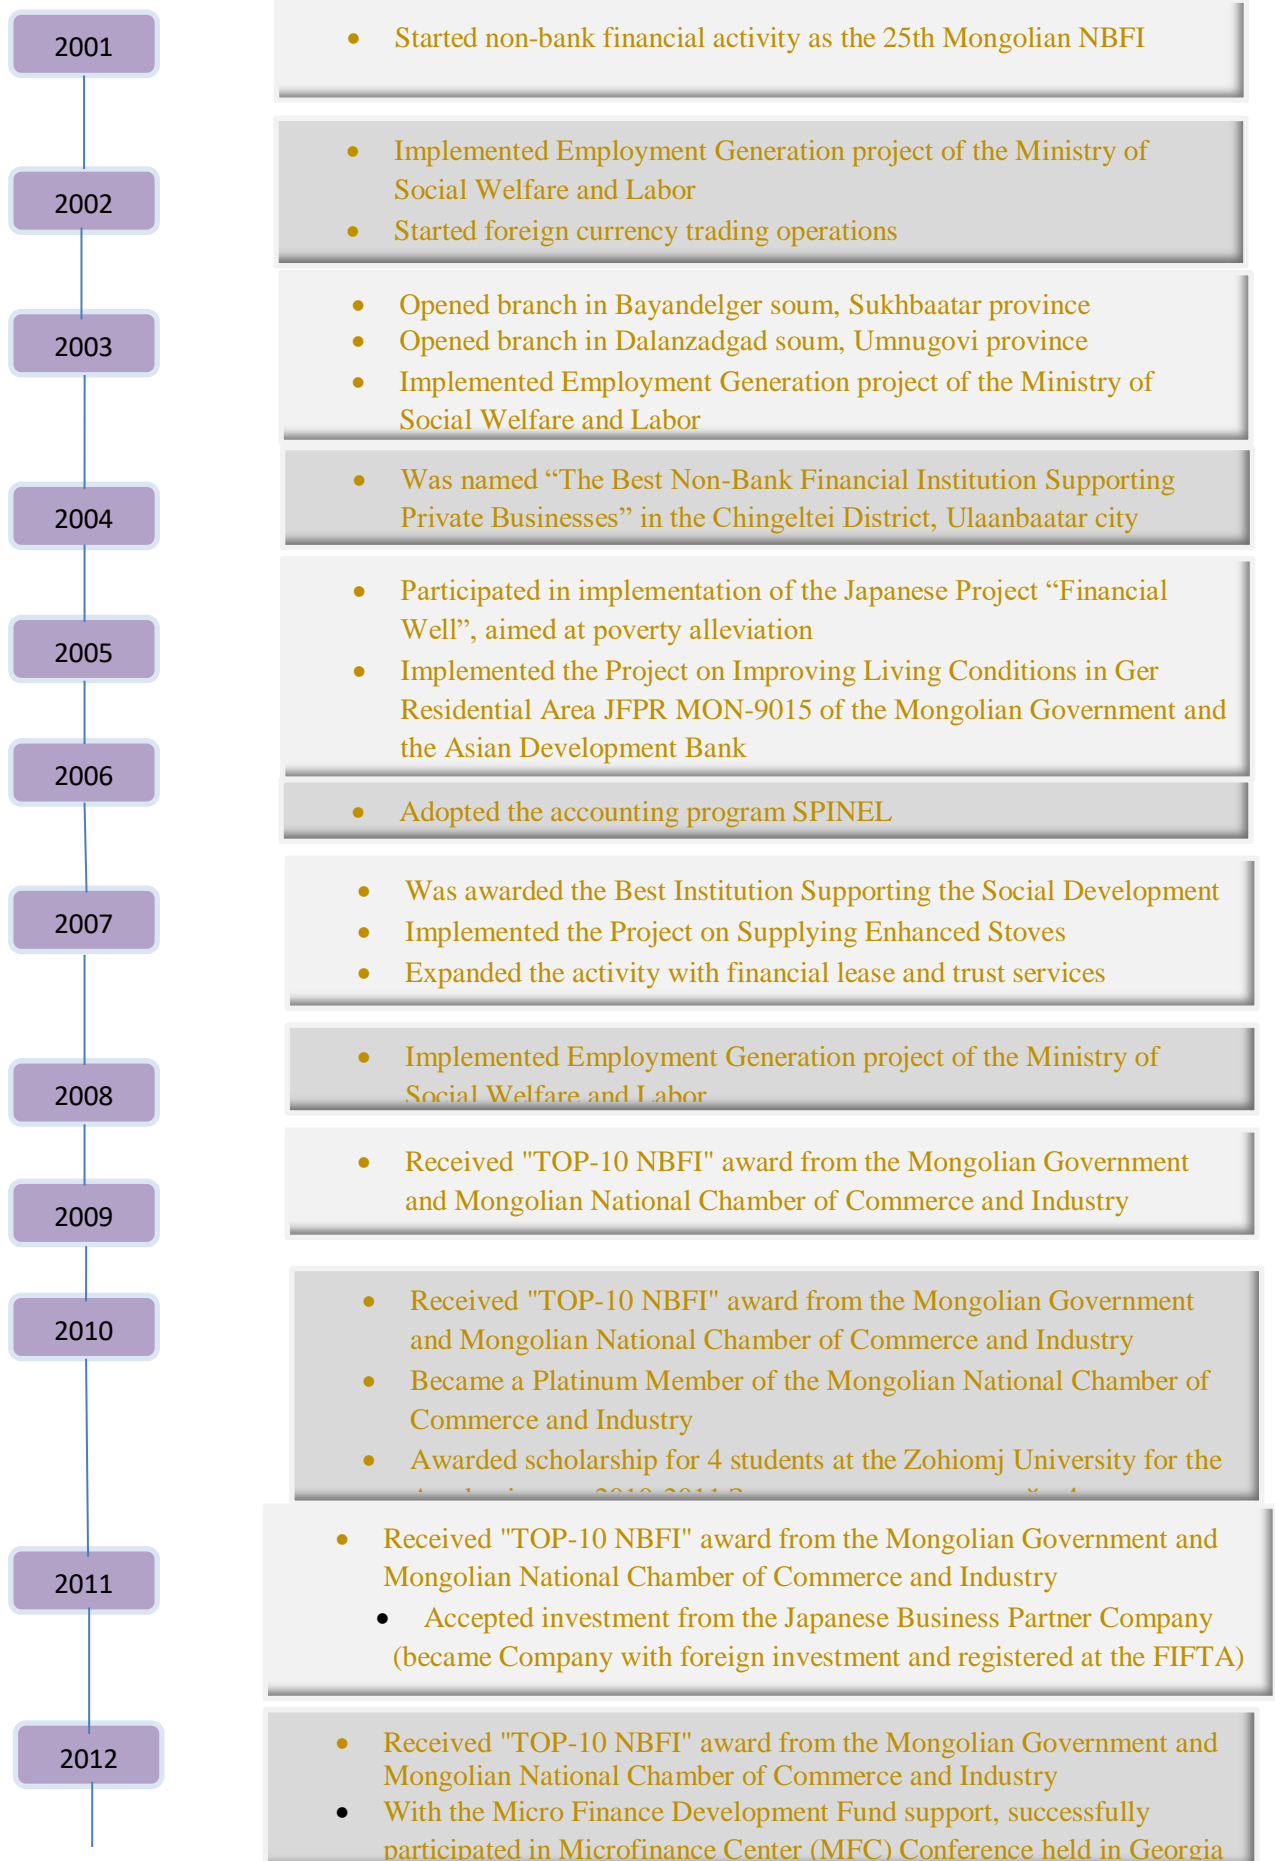 2001
• Started non-bank financial activity as the 25th Mongolian NBFI
2002
• Implemented Employment Generation project of the Ministry of
Social Welfare and Labor
• Started foreign currency trading operations
2003
• Opened branch in Bayandelger soum, Sukhbaatar province
• Opened branch in Dalanzadgad soum, Umnugovi province
• Implemented Employment Generation project of the Ministry of
Social Welfare and Labor
2004
• Was named “The Best Non-Bank Financial Institution Supporting
Private Businesses” in the Chingeltei District, Ulaanbaatar city
2005
• Participated in implementation of the Japanese Project “Financial
Well”, aimed at poverty alleviation
• Implemented the Project on Improving Living Conditions in Ger
Residential Area JFPR MON-9015 of the Mongolian Government and
the Asian Development Bank
2006
• Adopted the accounting program SPINEL
2007
• Was awarded the Best Institution Supporting the Social Development
• Implemented the Project on Supplying Enhanced Stoves
• Expanded the activity with financial lease and trust services
2008
• Implemented Employment Generation project of the Ministry of
Social Welfare and Labor
2009
• Received "TOP-10 NBFI" award from the Mongolian Government
and Mongolian National Chamber of Commerce and Industry
2010
• Received "TOP-10 NBFI" award from the Mongolian Government
and Mongolian National Chamber of Commerce and Industry
• Became a Platinum Member of the Mongolian National Chamber of
Commerce and Industry
• Awarded scholarship for 4 students at the Zohiomj University for the
2011
• Received "TOP-10 NBFI" award from the Mongolian Government and
Mongolian National Chamber of Commerce and Industry
• Accepted investment from the Japanese Business Partner Company
(became Company with foreign investment and registered at the FIFTA)
2012
• Received "TOP-10 NBFI" award from the Mongolian Government and
Mongolian National Chamber of Commerce and Industry
• With the Micro Finance Development Fund support, successfully
participated in Microfinance Center (MFC) Conference held in Georgia